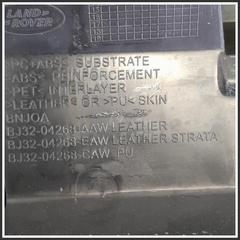 LAND
ROVER
>PC+ABS< SUBSTRATE
>ABS< REINFORCEMENT
>PET< INTERLAYER
>LEATHER< OR >PU< SKIN
BNJOA
BJ32-04268-AAW LEATHER
BJ32-04268-BAW LEATHER STRATA
BJ32-04268-CAW PU